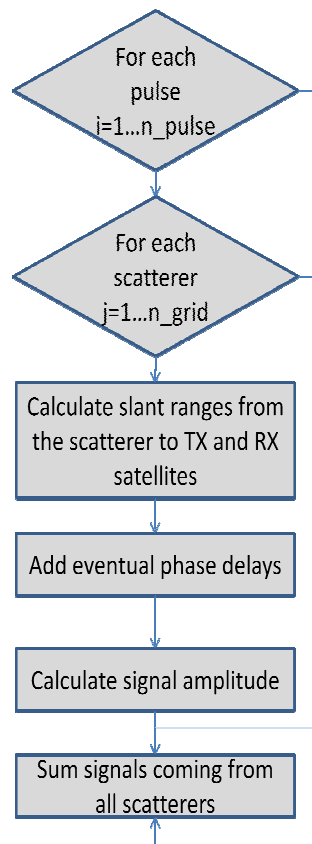 For each
pulse
i=1...n_pulse
For each
scatterer
j=1...n_grid
Calculate slant ranges from
the scatterer to TX and RX
satellites
Add eventual phase delays
Calculate signal amplitude
Sum signals coming from
all scatterers